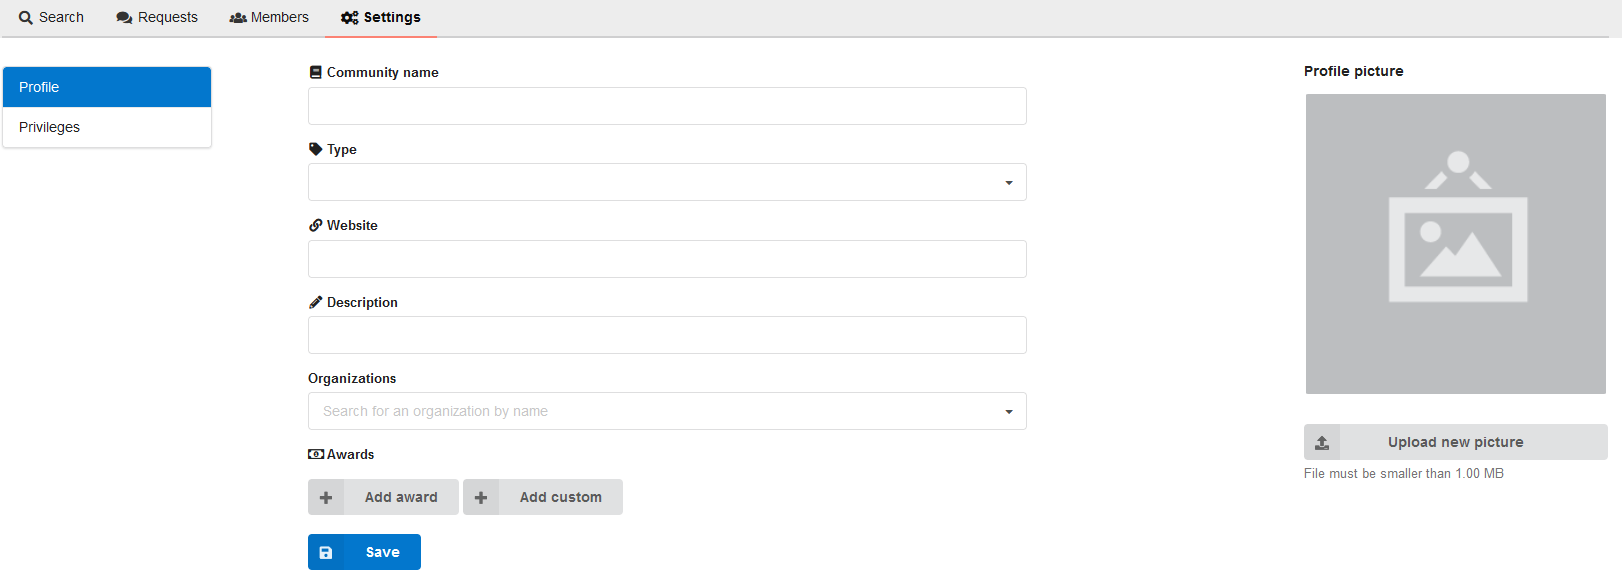 Search Requests Members Settings
Profile
Privileges
Community name
Type
Website
Description
Organizations
Search for an organization by name
Awards
Add award Add custom
Save
Profile picture
Upload new picture
File must be smaller than 1.00 MB